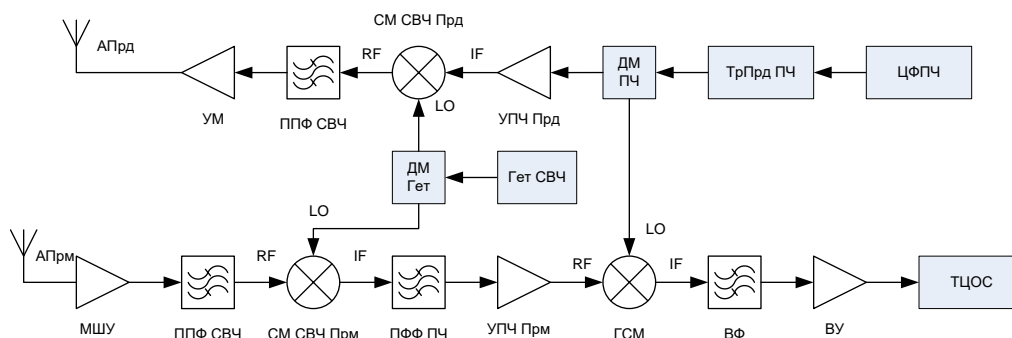 СМ СВЧ Прд
АПрд
RF
IF
ДМ
ПЧ
ТрПрд ПЧ
ЦФПЧ
LO
УМ
ППФ СВЧ
УПЧ Прд
ДМ
Гет
Гет СВЧ
LO
LO
АПрм
RF
IF
RF
IF
ТЦОС
МШУ
ППФ СВЧ
СМ СВЧ Прм
ПФФ ПЧ
УПЧ Прм
ГСМ
ВФ
ВУ